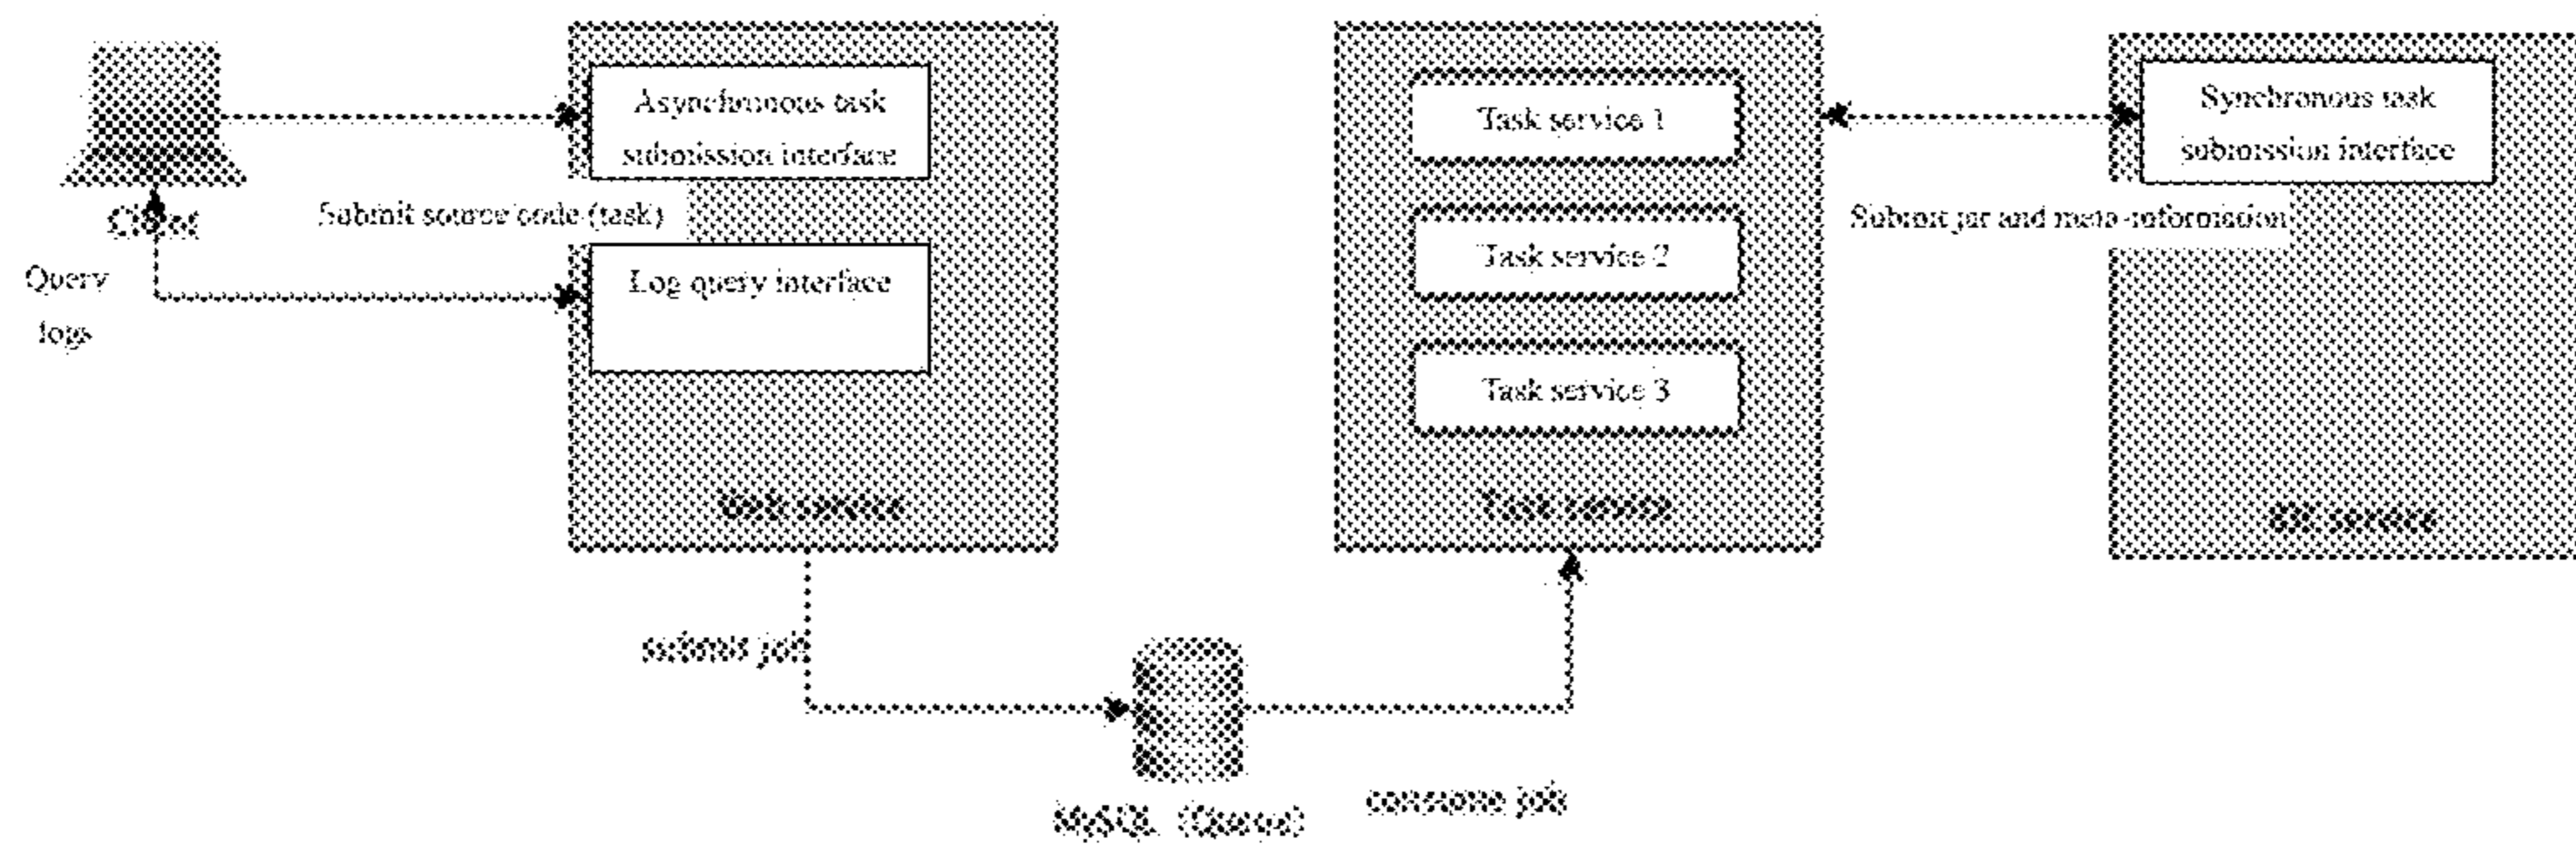 Asynchronous task
submission interface
Task service 1
Synchronous task
submission interface
Client
Submit source code (task)
Submit jar and meta-information
Query
logs
Log query interface
Task service 2
Task service 3
Web service
Task service
service
submit job
consume job
MySQL (Queue)